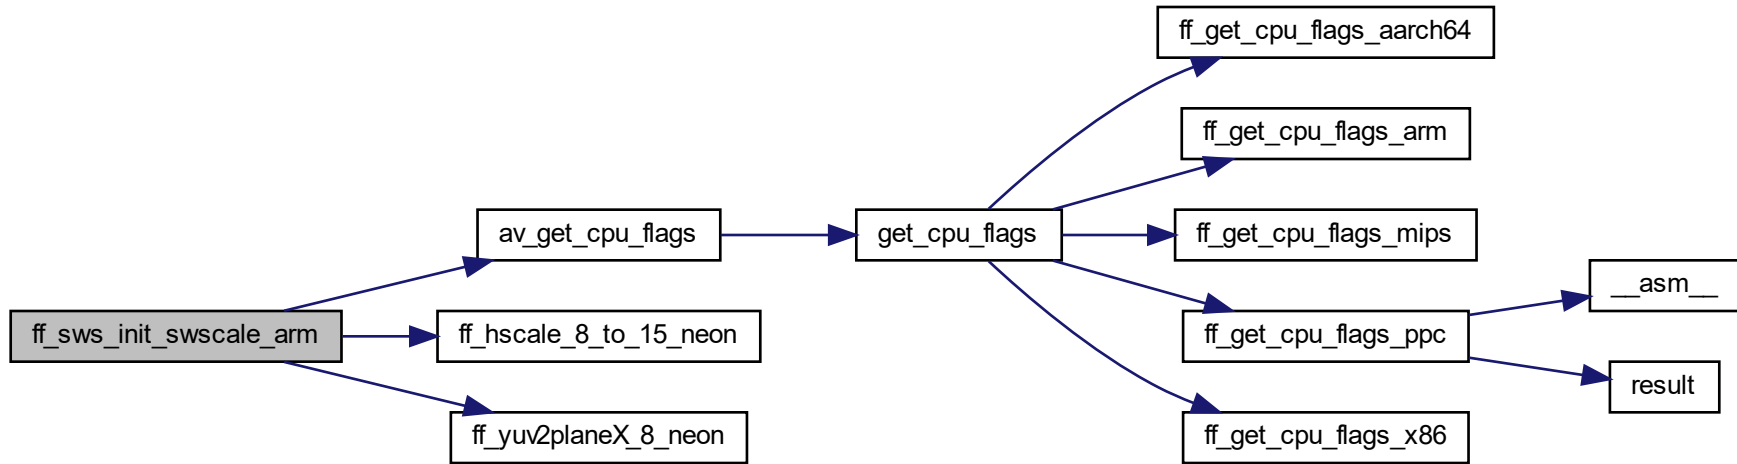 ff_get_cpu_flags_aarch64
ff_get_cpu_flags_arm
av_get_cpu_flags
get_cpu_flags
ff_get_cpu_flags_mips
__asm__
ff_sws_init_swscale_arm
ff_hscale_8_to_15_neon
ff_get_cpu_flags_ppc
result
ff_yuv2planeX_8_neon
ff_get_cpu_flags_x86